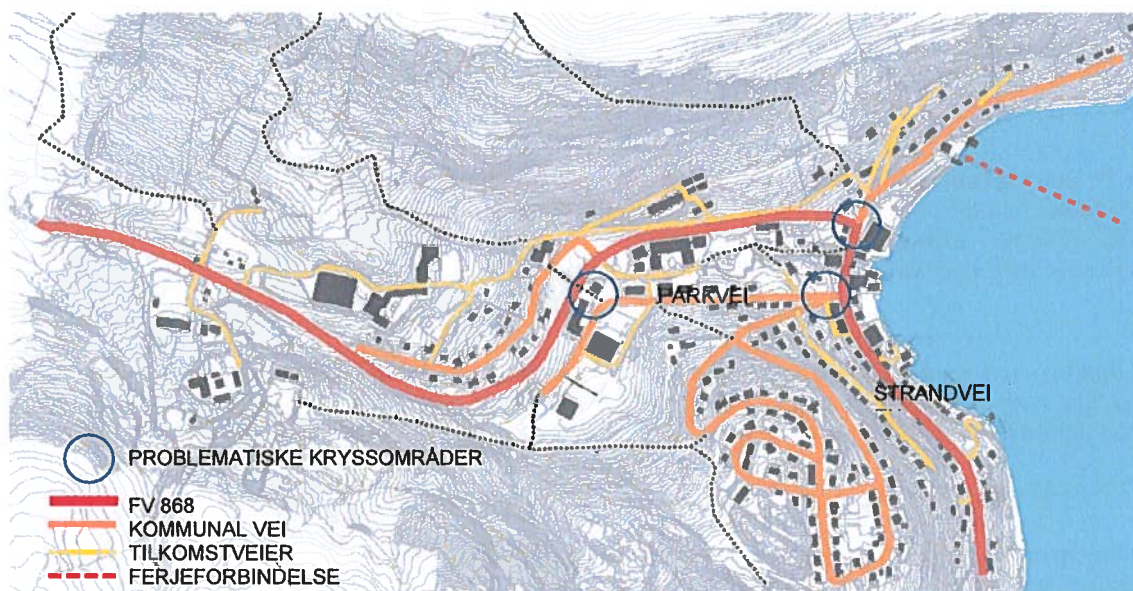 PARKVEI
STRANDVEI
PROBLEMATISKE KRYSSOMRÅDER
FV 868
KOMMUNAL VEI
TILKOMSTVEIER
FERJEFORBINDELSE